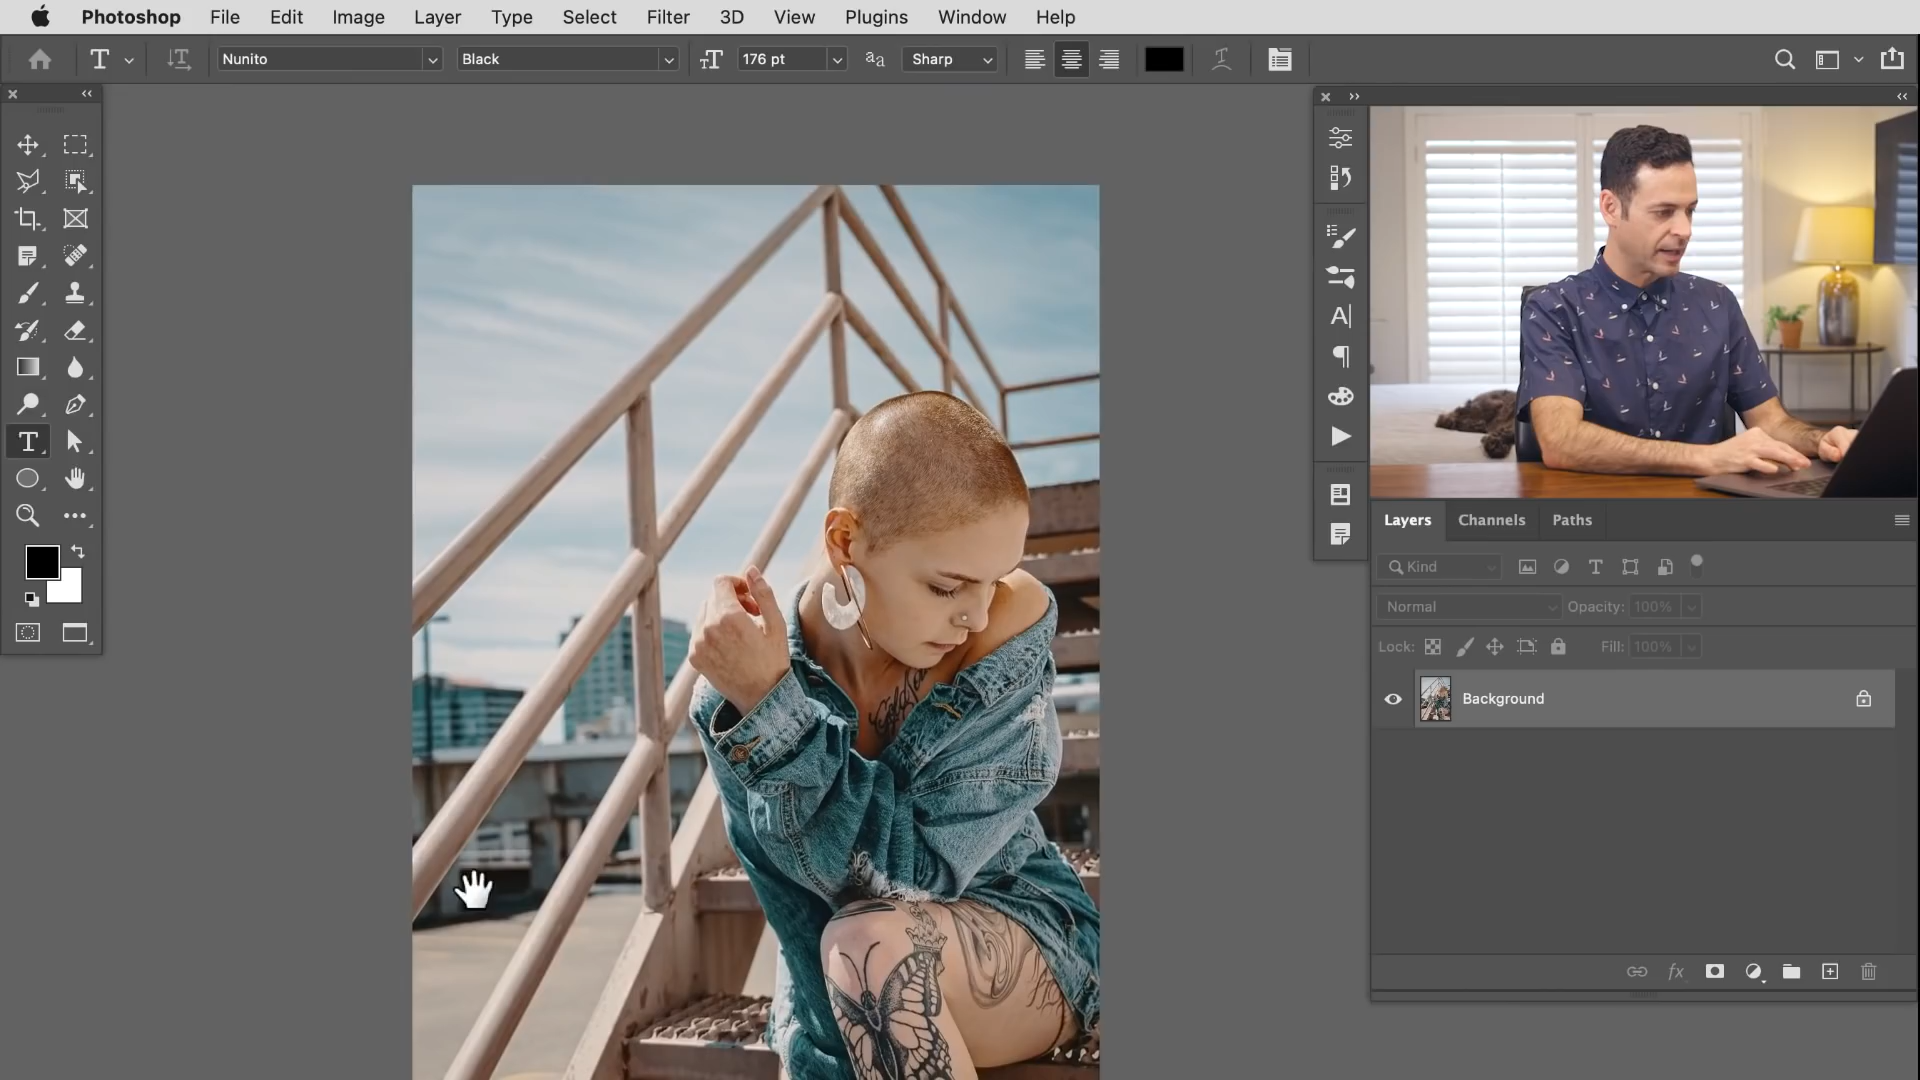 Photoshop File Edit Image Layer Type Select Filter 3D View Plugins Window Help
Nunito Black 176 pt Sharp
Layers Channels Paths
Kind
Normal Opacity: 100%
Lock: Fill: 100%
Background